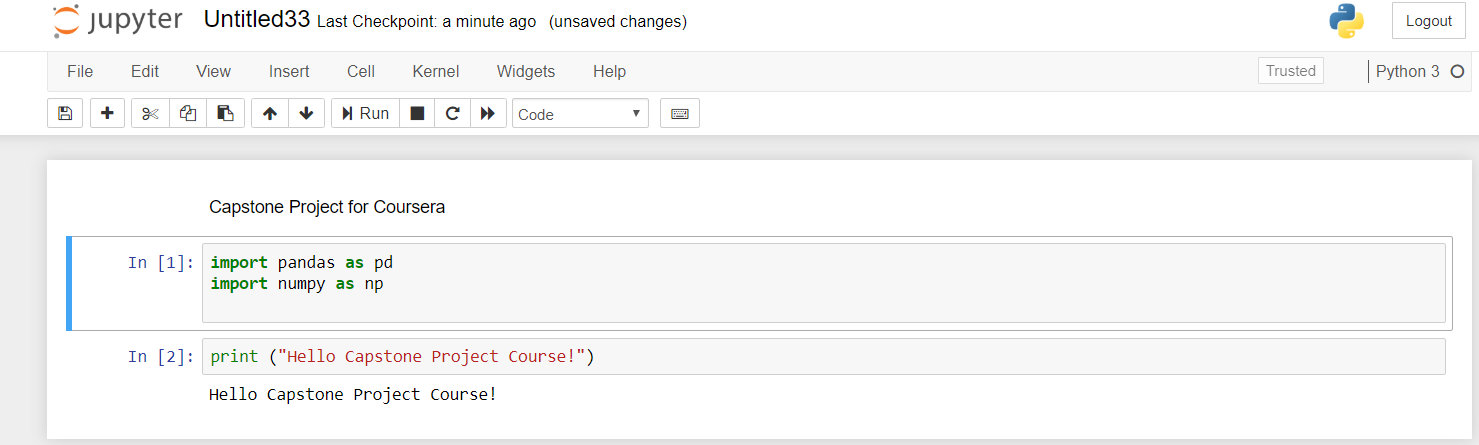 jupyter Untitled33 Last Checkpoint: a minute ago (unsaved changes) Logout
File Edit View Insert Cell Kernel Widgets Help Trusted Python 3
Run Code
Capstone Project for Coursera
In [1]: import pandas as pd
import numpy as np
In [2]: print ("Hello Capstone Project Course!")
Hello Capstone Project Course!